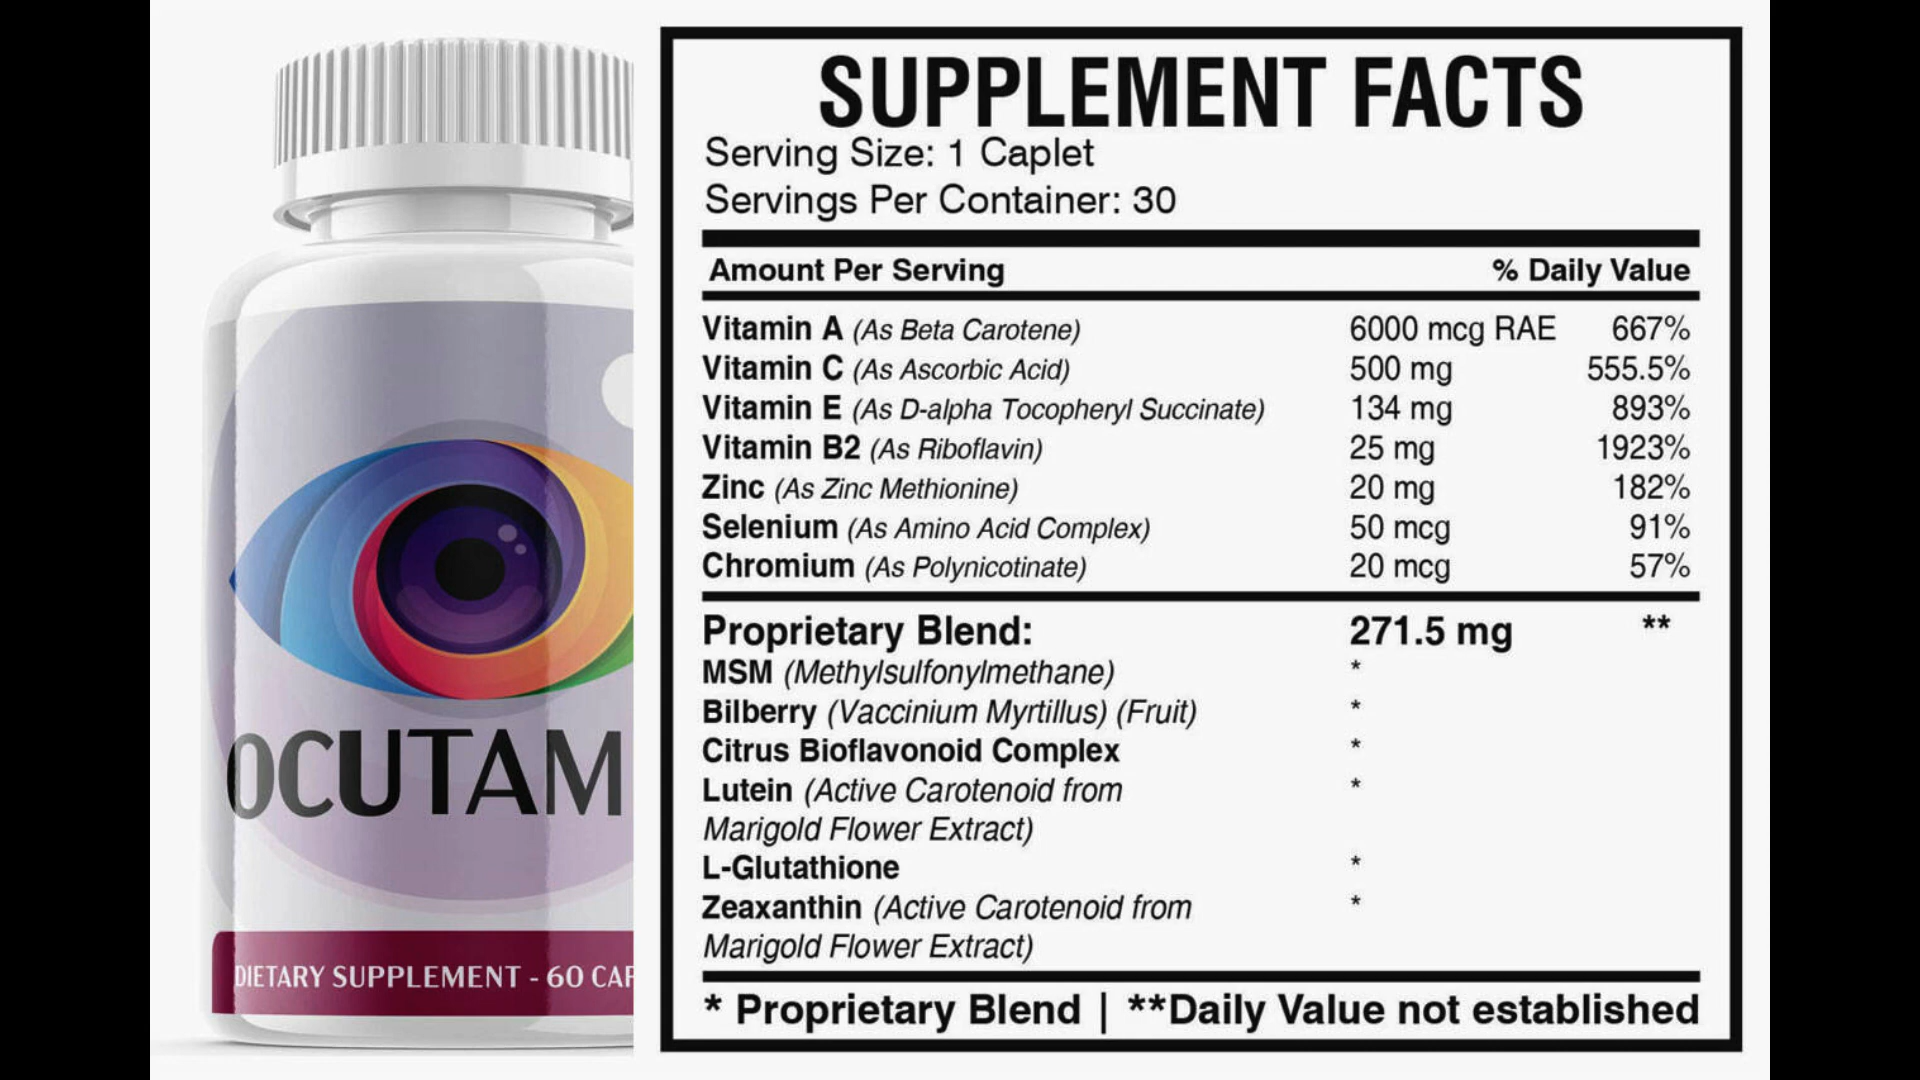 OCUTAM
DIETARY SUPPLEMENT - 60
SUPPLEMENT FACTS
Serving Size: 1 Caplet
Servings Per Container: 30
Amount Per Serving % Daily Value
Vitamin A (As Beta Carotene) 6000 mcg RAE 667%
Vitamin C (As Ascorbic Acid) 500 mg 555.5%
Vitamin E (As D-alpha Tocopheryl Succinate) 134 mg 893%
Vitamin B2 (As Riboflavin) 25 mg 1923%
Zinc (As Zinc Methionine) 20 mg 182%
Selenium (As Amino Acid Complex) 50 mcg 91%
Chromium (As Polynicotinate) 20 mcg 57%
Proprietary Blend: 271.5 mg **
MSM (Methylsulfonylmethane) *
Bilberry (Vaccinium Myrtillus) (Fruit) *
Citrus Bioflavonoid Complex *
Lutein (Active Carotenoid from *
Marigold Flower Extract)
L-Glutathione *
Zeaxanthin (Active Carotenoid from *
Marigold Flower Extract)
* Proprietary Blend | **Daily Value not established